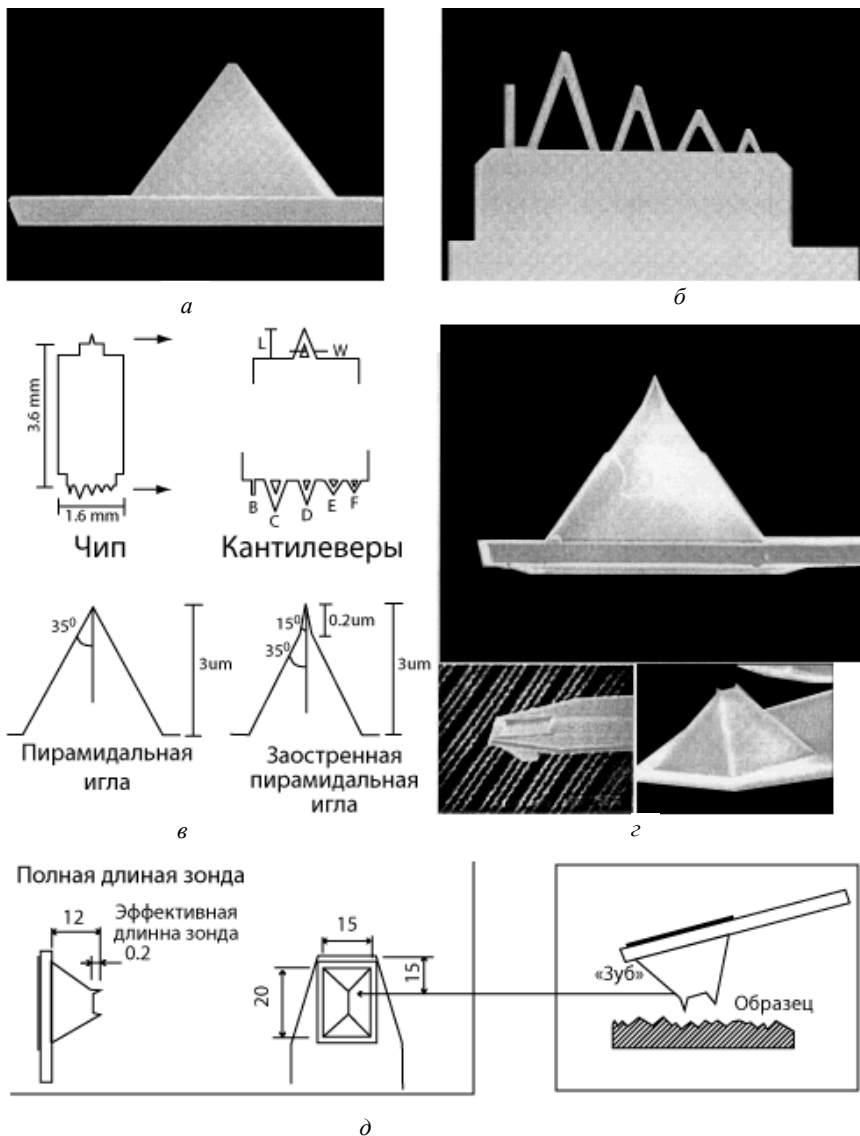 а
б
3.6 mm
1.6 mm
Чип
L
W
B
C
D
E
F
Кантилеверы
35⁰
3um
Пирамидальная
игла
15⁰
35⁰
0.2um
3um
Заостренная
пирамидальная
игла
в
г
Полная длиная зонда
12
Эффективная
длинна зонда
0.2
15
20
15
«Зуб»
Образец
д